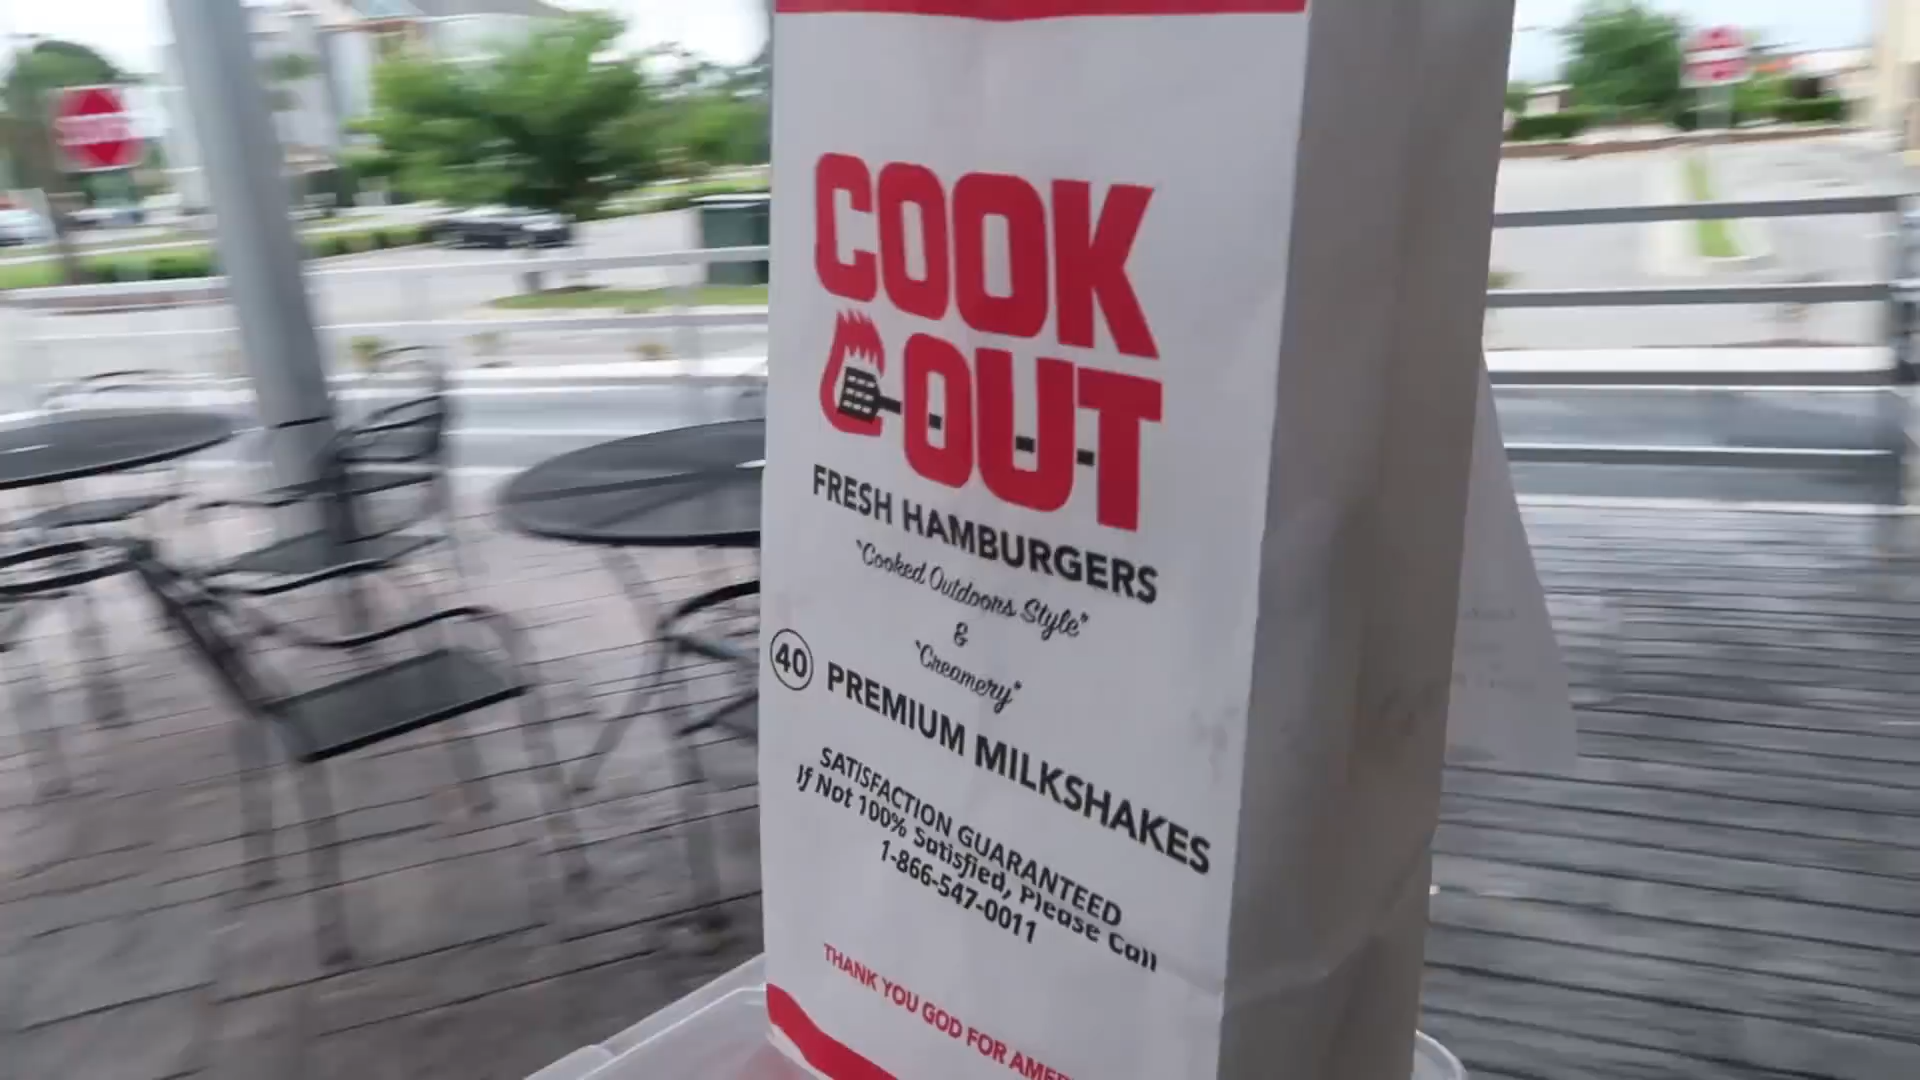 COOK
OUT
FRESH HAMBURGERS
"Cooked Outdoors Style"
&
"Creamery"
40 PREMIUM MILKSHAKES
SATISFACTION GUARANTEED
If Not 100% Satisfied, Please Call
1-866-547-0011
THANK YOU GOD FOR AMER